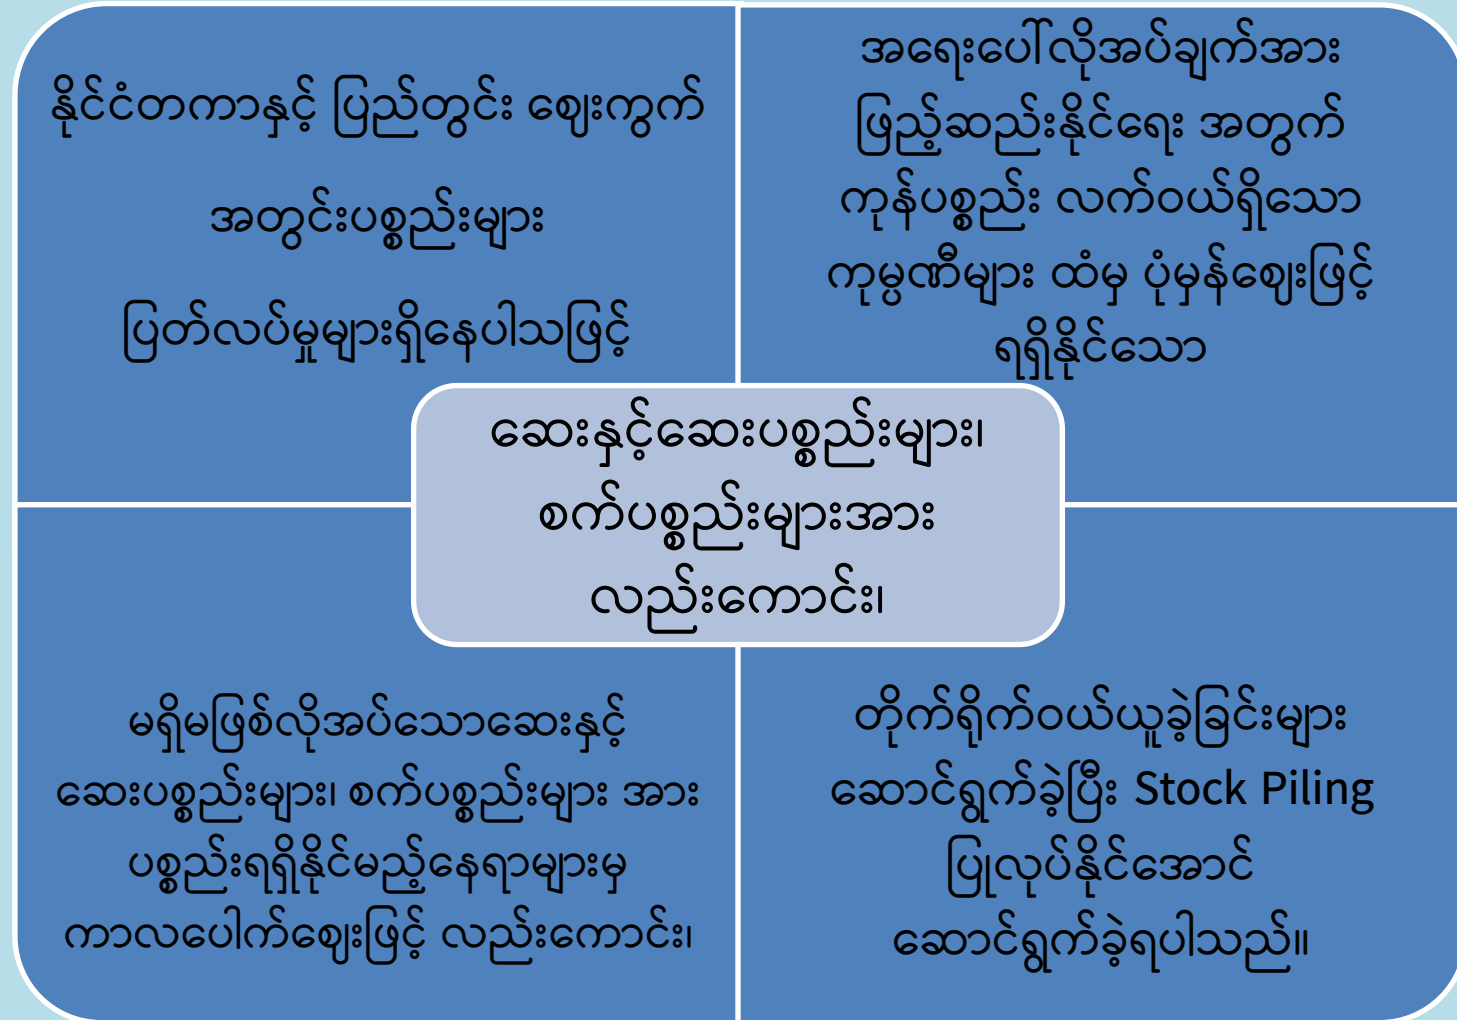 နိုင်ငံတကာနှင့် ပြည်တွင်း ဈေးကွက်
အတွင်းပစ္စည်းများ
ပြတ်လပ်မှုများရှိနေပါသဖြင့်
အရေးပေါ်လိုအပ်ချက်အား
ဖြည့်ဆည်းနိုင်ရေး အတွက်
ကုန်ပစ္စည်း လက်ဝယ်ရှိသော
ကုမ္ပဏီများ ထံမှ ပုံမှန်ဈေးဖြင့်
ရရှိနိုင်သော
ဆေးနှင့်ဆေးပစ္စည်းများ၊
စက်ပစ္စည်းများအား
လည်းကောင်း၊
မရှိမဖြစ်လိုအပ်သောဆေးနှင့်
ဆေးပစ္စည်းများ၊ စက်ပစ္စည်းများ အား
ပစ္စည်းရရှိနိုင်မည့်နေရာများမှ
ကာလပေါက်ဈေးဖြင့် လည်းကောင်း၊
တိုက်ရိုက်ဝယ်ယူခဲ့ခြင်းများ
ဆောင်ရွက်ခဲ့ပြီး Stock Piling
ပြုလုပ်နိုင်အောင်
ဆောင်ရွက်ခဲ့ရပါသည်။